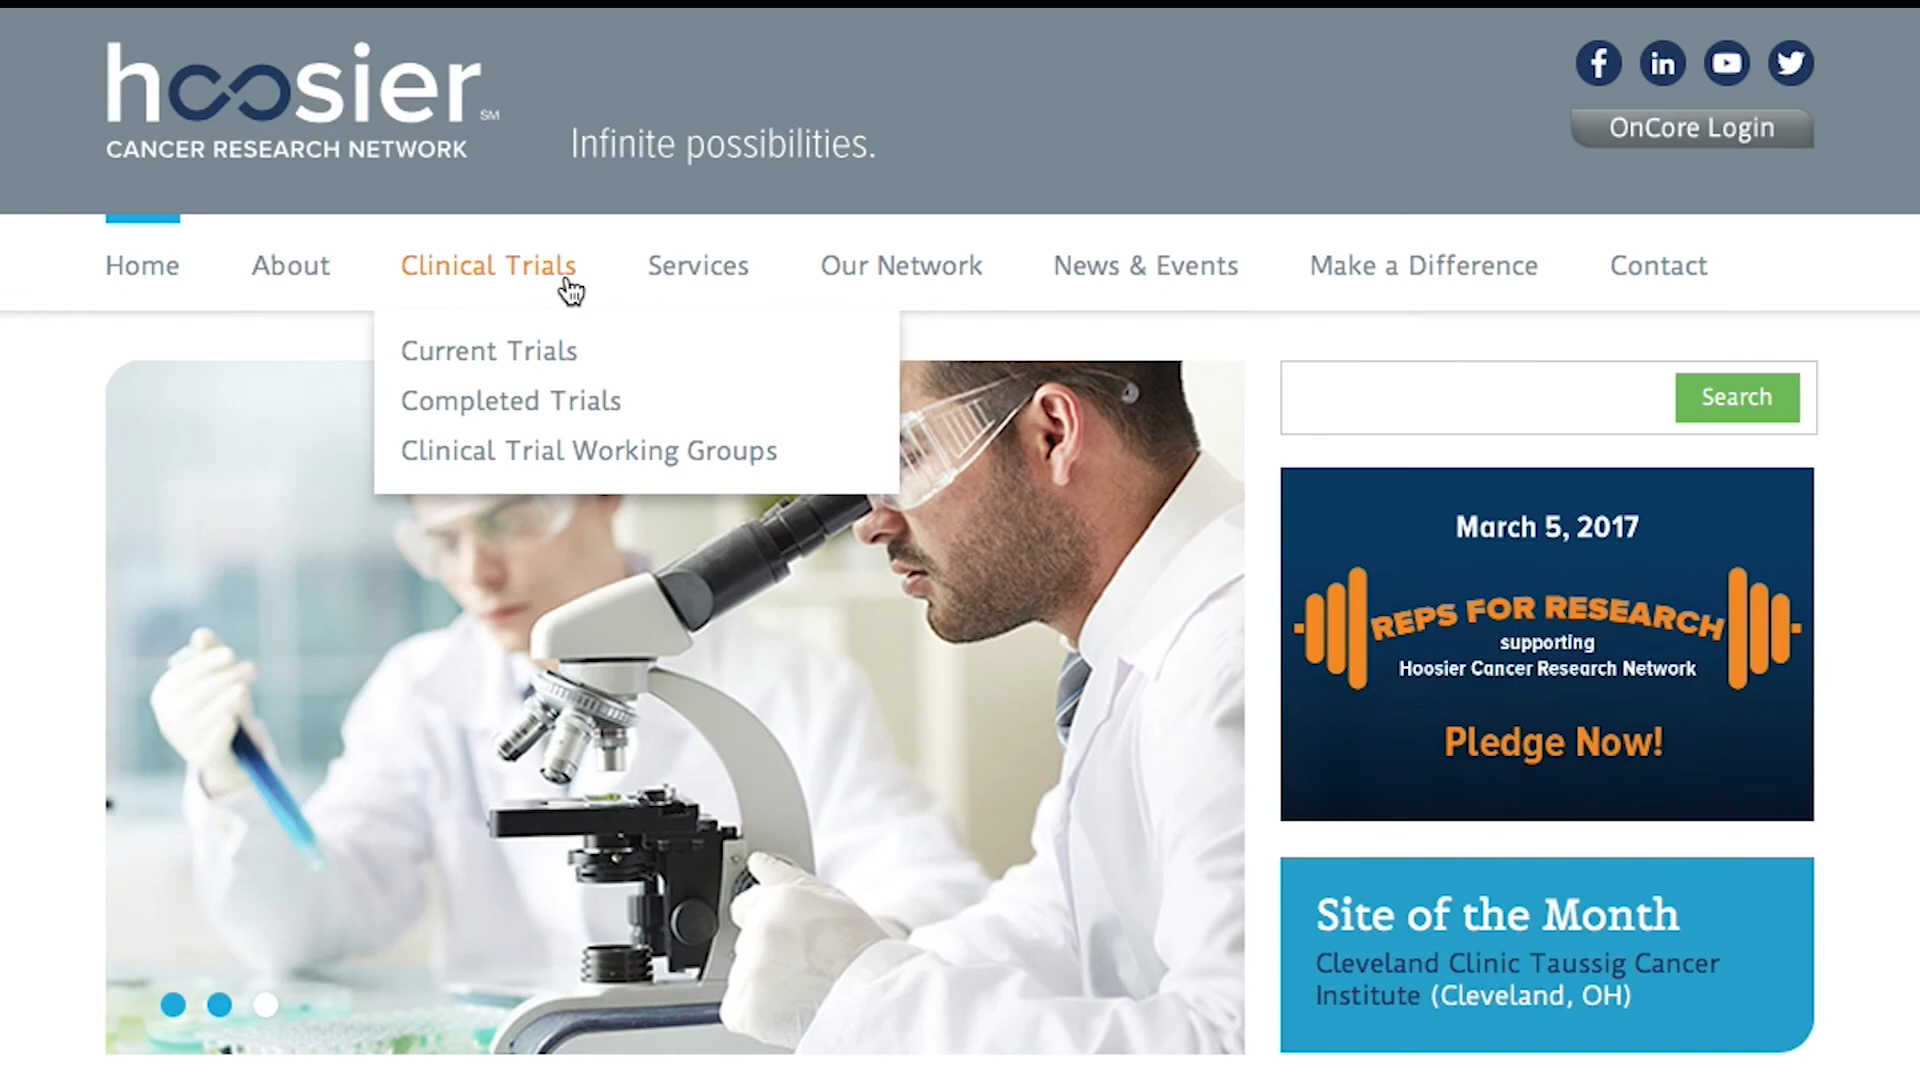 hoosier SM
CANCER RESEARCH NETWORK
Infinite possibilities.
OnCore Login
Home About Clinical Trials Services Our Network News & Events Make a Difference Contact
Current Trials
Completed Trials
Clinical Trial Working Groups
Search
March 5, 2017
REPS FOR RESEARCH
supporting
Hoosier Cancer Research Network
Pledge Now!
Site of the Month
Cleveland Clinic Taussig Cancer
Institute (Cleveland, OH)